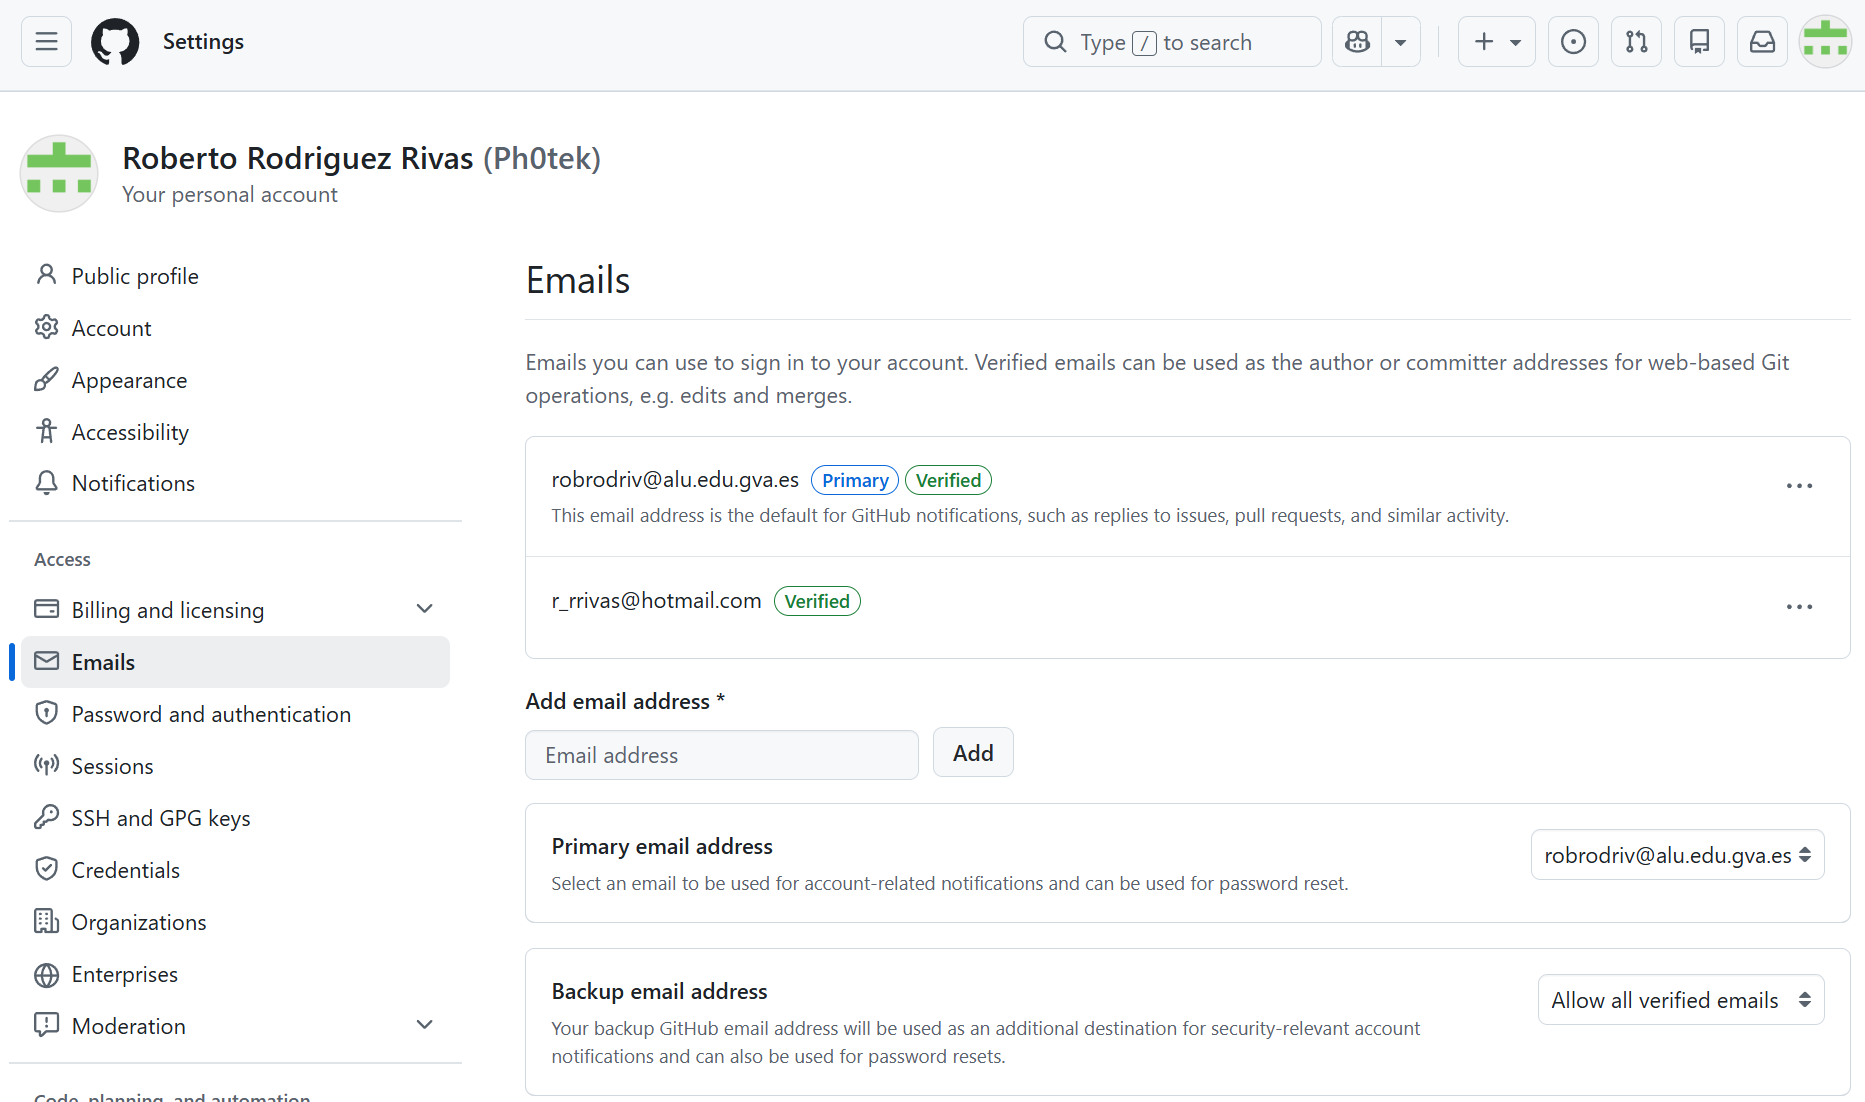 Settings
Type / to search
Roberto Rodriguez Rivas (Ph0tek)
Your personal account
Public profile
Account
Appearance
Accessibility
Notifications
Access
Billing and licensing
Emails
Password and authentication
Sessions
SSH and GPG keys
Credentials
Organizations
Enterprises
Moderation
Code, planning, and automation
Emails
Emails you can use to sign in to your account. Verified emails can be used as the author or committer addresses for web-based Git
operations, e.g. edits and merges.
robrodriv@alu.edu.gva.es Primary Verified
This email address is the default for GitHub notifications, such as replies to issues, pull requests, and similar activity.
r_rrivas@hotmail.com Verified
Add email address *
Email address Add
Primary email address
Select an email to be used for account-related notifications and can be used for password reset.
robrodriv@alu.edu.gva.es
Backup email address
Your backup GitHub email address will be used as an additional destination for security-relevant account
notifications and can also be used for password resets.
Allow all verified emails